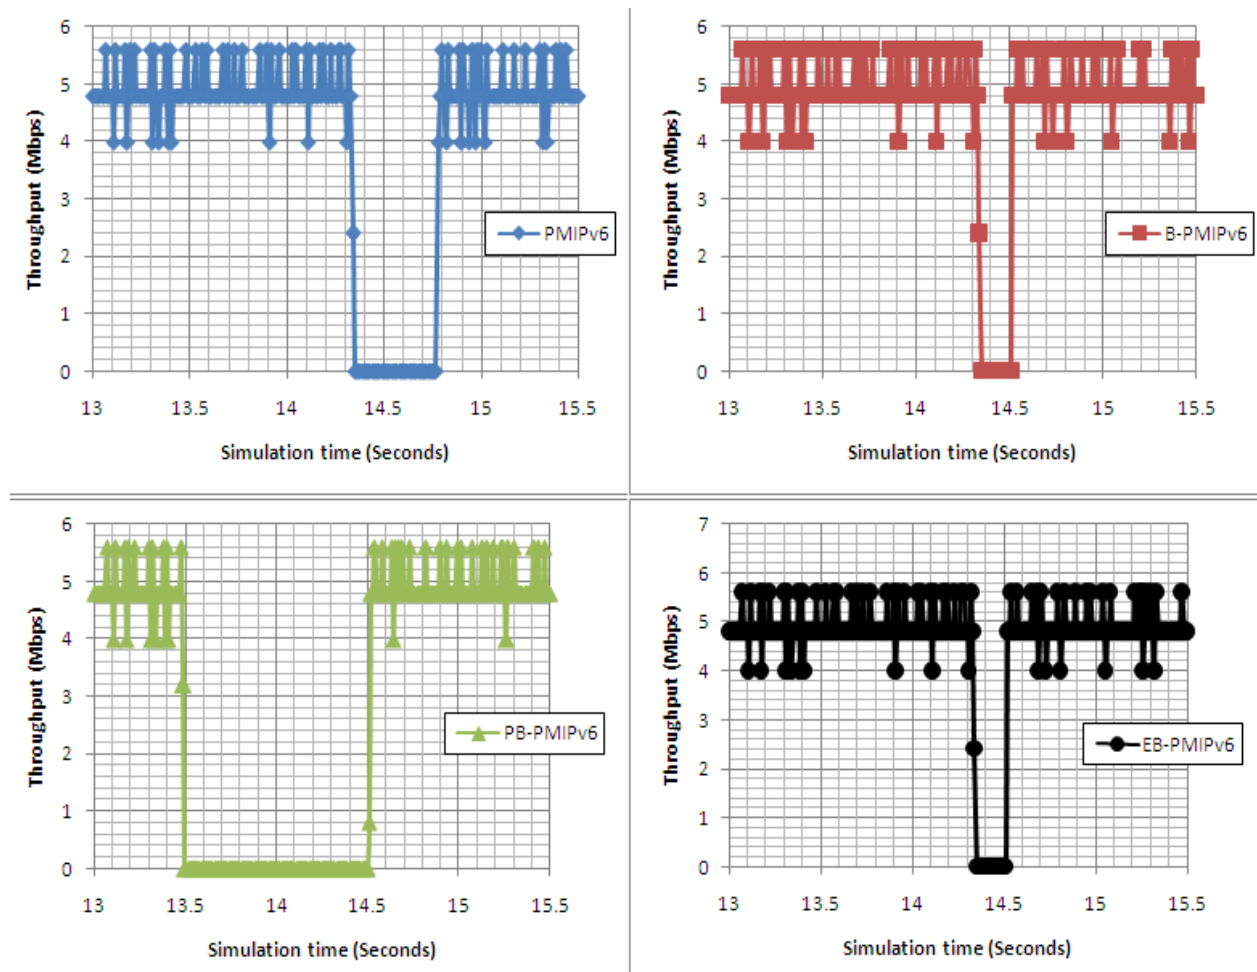 6
5
4
3
2
1
0
Throughput (Mbps)
PMIPv6
13 13.5 14 14.5 15 15.5
Simulation time (Seconds)
6
5
4
3
2
1
0
Throughput (Mbps)
B-PMIPv6
13 13.5 14 14.5 15 15.5
Simulation time (Seconds)
6
5
4
3
2
1
0
Throughput (Mbps)
PB-PMIPv6
13 13.5 14 14.5 15 15.5
Simulation time (Seconds)
7
6
5
4
3
2
1
0
Throughput (Mbps)
EB-PMIPv6
13 13.5 14 14.5 15 15.5
Simulation time (Seconds)